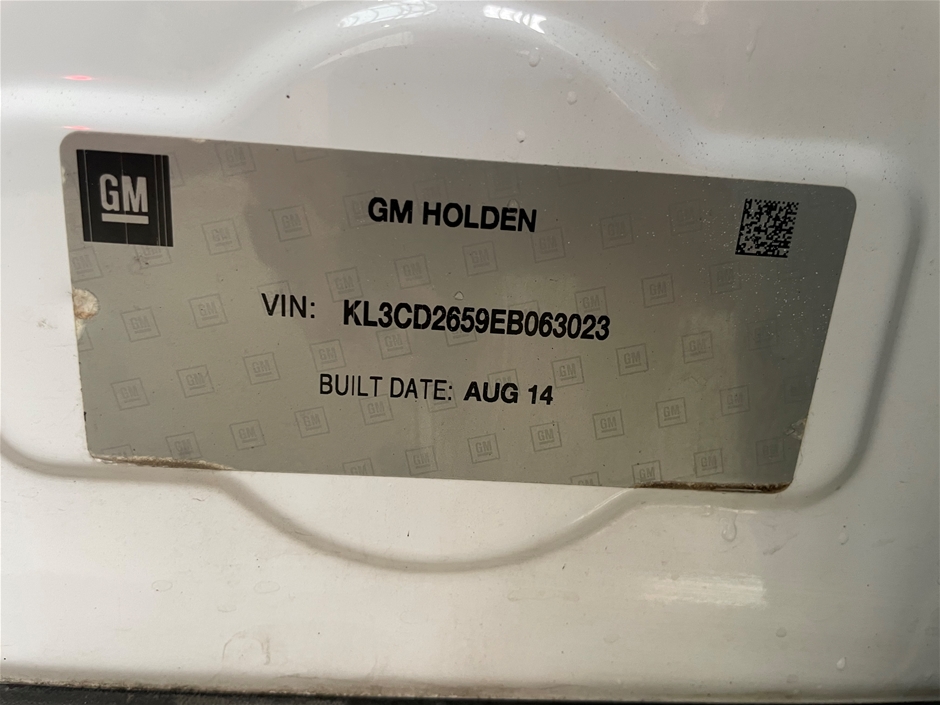 GM
GM HOLDEN
VIN: KL3CD2659EB063023
BUILT DATE: AUG 14